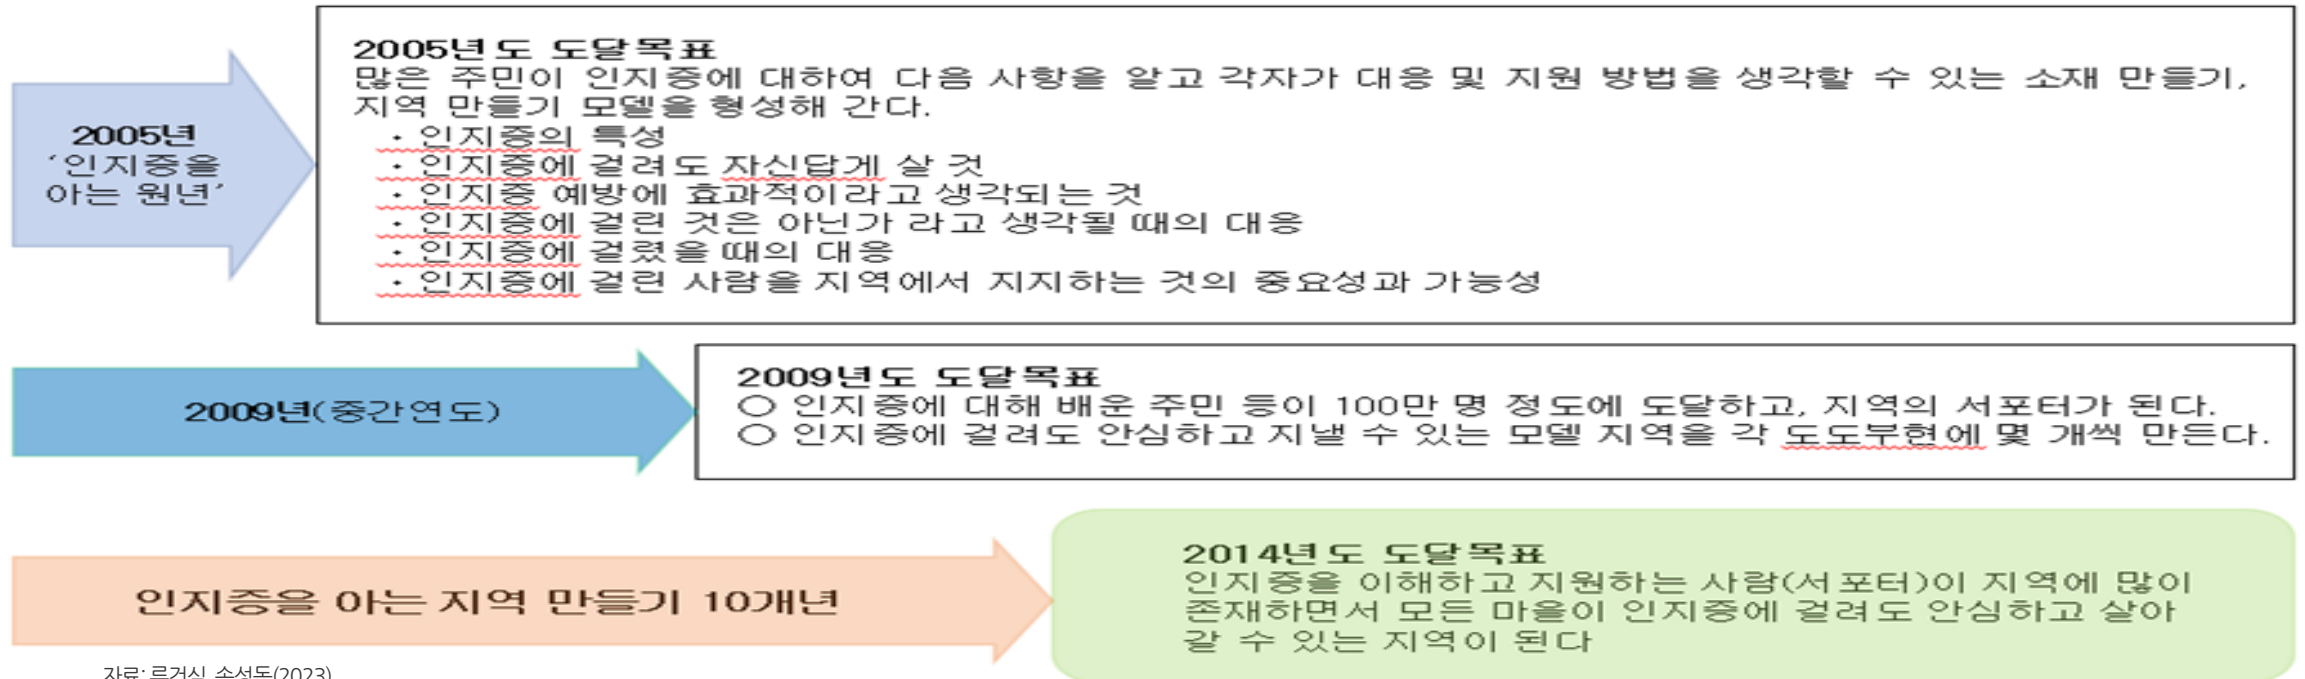 2005년
‘인지증을
아는 원년’
2005년도 도달목표
많은 주민이 인지증에 대하여 다음 사항을 알고 각자가 대응 및 지원 방법을 생각할 수 있는 소재 만들기,
지역 만들기 모델을 형성해 간다.
・인지증의 특성
・인지증에 걸려도 자신답게 살 것
・인지증 예방에 효과적이라고 생각되는 것
・인지증에 걸린 것은 아닌가 라고 생각될 때의 대응
・인지증에 걸렸을 때의 대응
・인지증에 걸린 사람을 지역에서 지지하는 것의 중요성과 가능성
2009년(중간연도)
2009년도 도달목표
○ 인지증에 대해 배운 주민 등이 100만 명 정도에 도달하고, 지역의 서포터가 된다.
○ 인지증에 걸려도 안심하고 지낼 수 있는 모델 지역을 각 도도부현에 몇 개씩 만든다.
인지증을 아는 지역 만들기 10개년
2014년도 도달목표
인지증을 이해하고 지원하는 사람(서포터)이 지역에 많이
존재하면서 모든 마을이 인지증에 걸려도 안심하고 살아
갈 수 있는 지역이 된다
자료: 류건식, 손성동(2023)